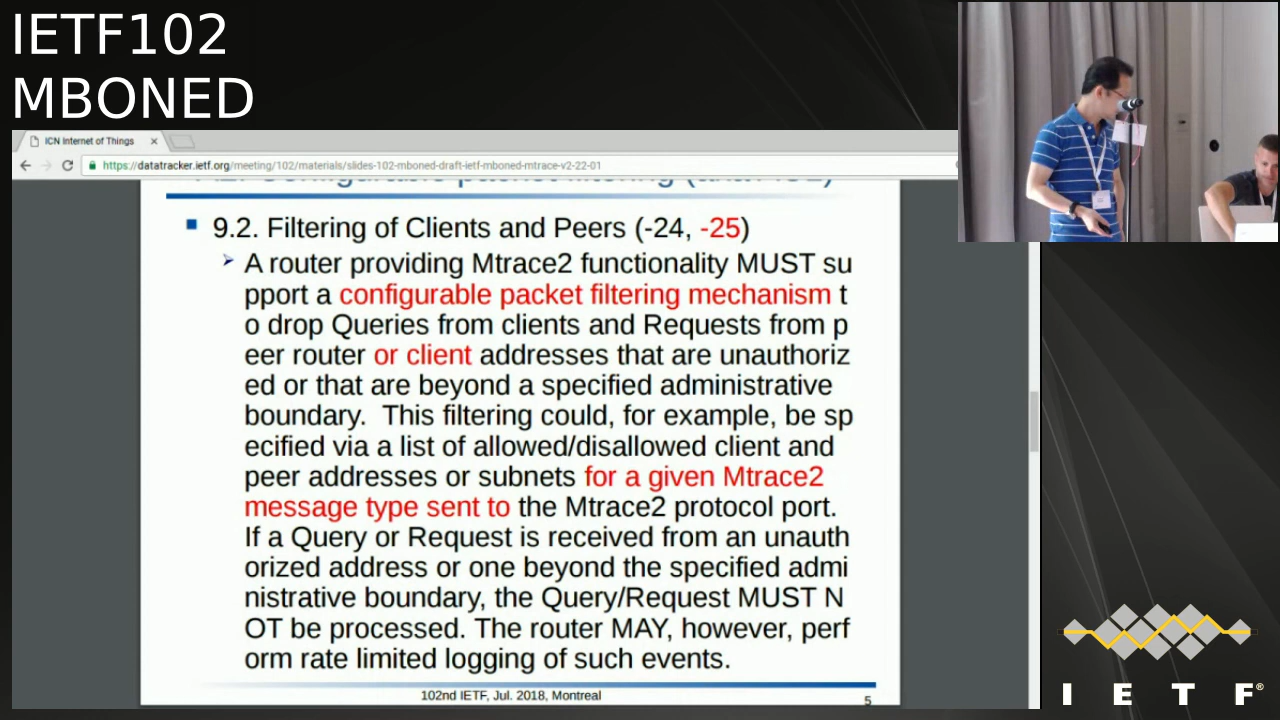 IETF102
MBONED
ICN Internet of Things
https://datatracker.ietf.org/meeting/102/materials/slides-102-mboned-draft-ietf-mboned-mtrace-v2-22-01
9.2. Filtering of Clients and Peers (-24, -25)
A router providing Mtrace2 functionality MUST su
pport a configurable packet filtering mechanism t
o drop Queries from clients and Requests from p
eer router or client addresses that are unauthoriz
ed or that are beyond a specified administrative
boundary.  This filtering could, for example, be sp
ecified via a list of allowed/disallowed client and
peer addresses or subnets for a given Mtrace2
message type sent to the Mtrace2 protocol port.
If a Query or Request is received from an unauth
orized address or one beyond the specified admi
nistrative boundary, the Query/Request MUST N
OT be processed. The router MAY, however, perf
orm rate limited logging of such events.
102nd IETF, Jul. 2018, Montreal
5
I E T F®